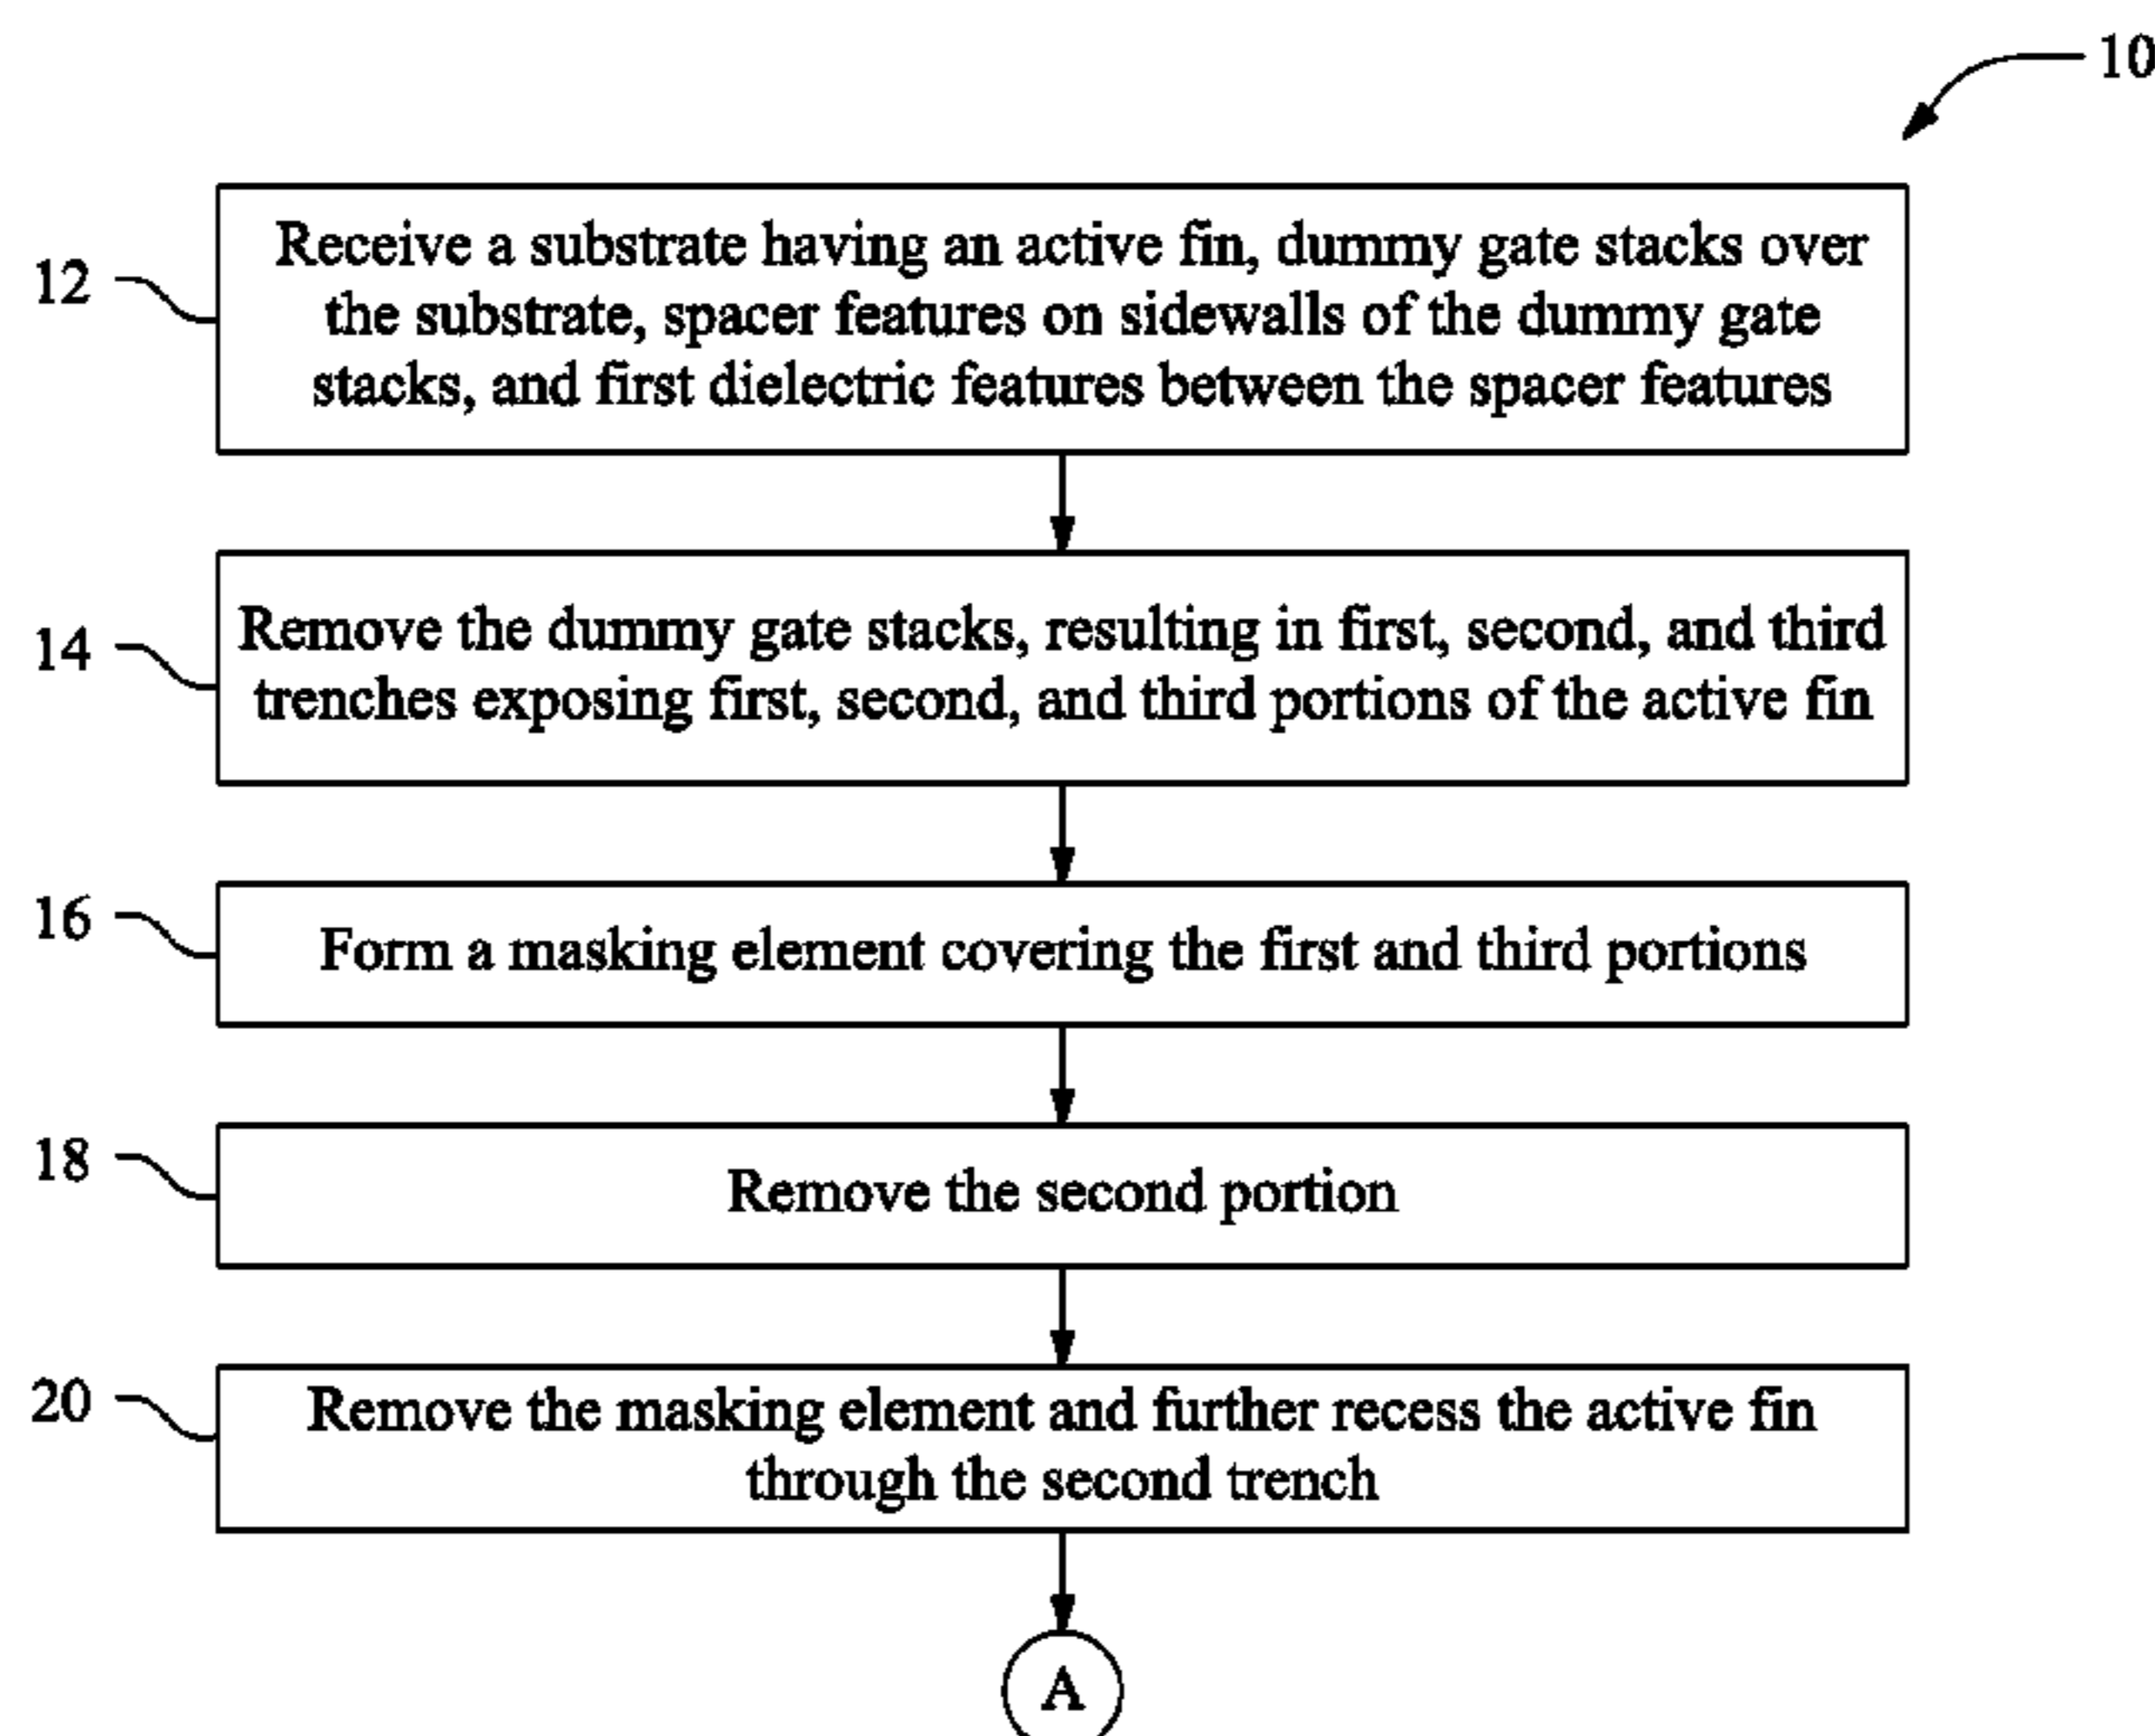 10
12
Receive a substrate having an active fin, dummy gate stacks over
the substrate, spacer features on sidewalls of the dummy gate
stacks, and first dielectric features between the spacer features
14
Remove the dummy gate stacks, resulting in first, second, and third
trenches exposing first, second, and third portions of the active fin
16
Form a masking element covering the first and third portions
18
Remove the second portion
20
Remove the masking element and further recess the active fin
through the second trench
A